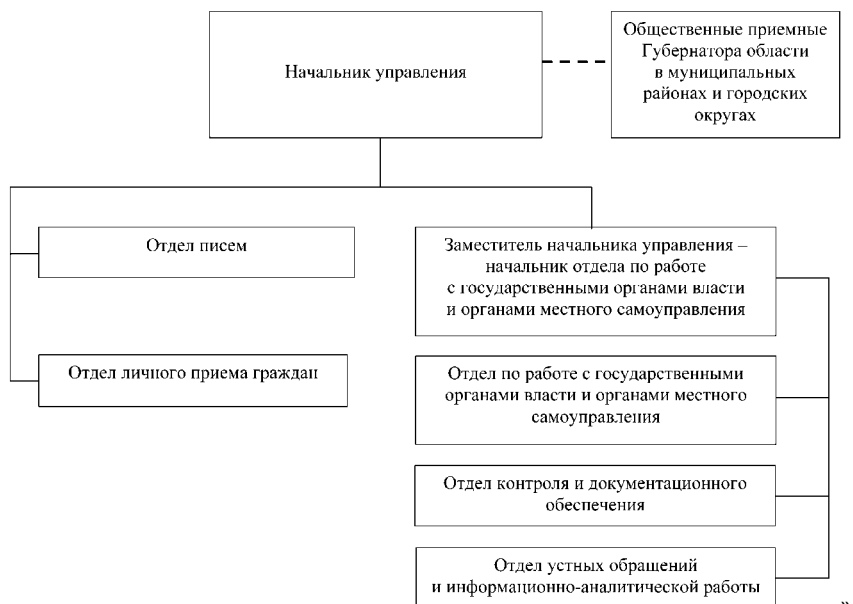 Начальник управления
Общественные приемные
Губернатора области
в муниципальных
районах и городских
округах
Отдел писем
Отдел личного приема граждан
Заместитель начальника управления –
начальник отдела по работе
с государственными органами власти
и органами местного самоуправления
Отдел по работе с государственными
органами власти и органами местного
самоуправления
Отдел контроля и документационного
обеспечения
Отдел устных обращений
и информационно-аналитической работы
»